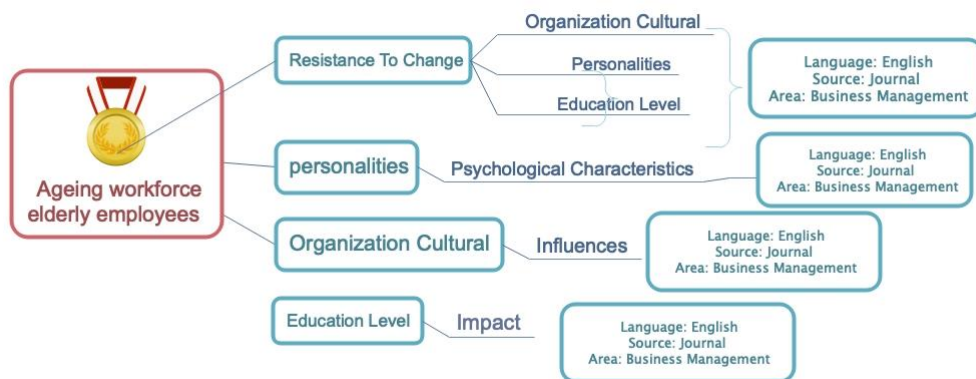 Ageing workforce
elderly employees
Resistance To Change
Organization Cultural
Personalities
Education Level
Language: English
Source: Journal
Area: Business Management
personalities
Psychological Characteristics
Language: English
Source: Journal
Area: Business Management
Organization Cultural
Influences
Language: English
Source: Journal
Area: Business Management
Education Level
Impact
Language: English
Source: Journal
Area: Business Management